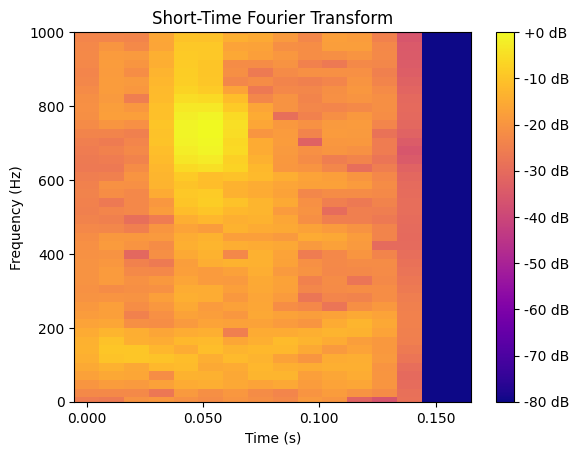 Short-Time Fourier Transform
1000
800
600
400
200
0
Frequency (Hz)
0.000
0.050
0.100
0.150
Time (s)
+0 dB
-10 dB
-20 dB
-30 dB
-40 dB
-50 dB
-60 dB
-70 dB
-80 dB